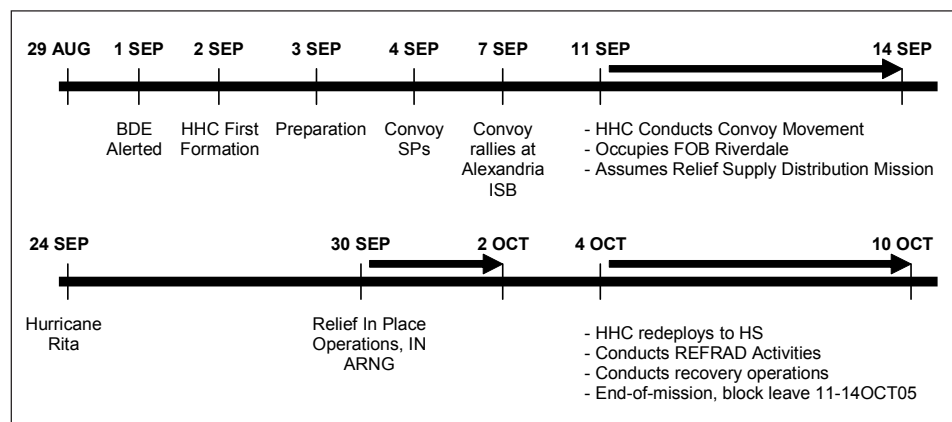 29 AUG 1 SEP 2 SEP 3 SEP 4 SEP 7 SEP 11 SEP 14 SEP
BDE Alerted
HHC First Formation
Preparation
Convoy SPs
Convoy rallies at Alexandria ISB
- HHC Conducts Convoy Movement
- Occupies FOB Riverdale
- Assumes Relief Supply Distribution Mission
24 SEP 30 SEP 2 OCT 4 OCT 10 OCT
Hurricane Rita
Relief In Place Operations, IN ARNG
- HHC redeploys to HS
- Conducts REFRAD Activities
- Conducts recovery operations
- End-of-mission, block leave 11-14OCT05